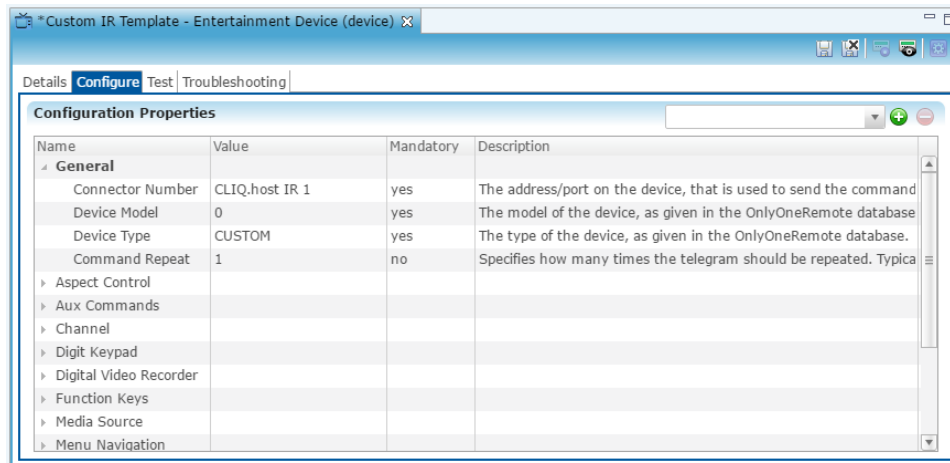 *Custom IR Template - Entertainment Device (device)
Details Configure Test Troubleshooting
Configuration Properties
Name Value Mandatory Description
General
Connector Number CLIQ.host IR 1 yes The address/port on the device, that is used to send the command
Device Model 0 yes The model of the device, as given in the OnlyOneRemote database
Device Type CUSTOM yes The type of the device, as given in the OnlyOneRemote database.
Command Repeat 1 no Specifies how many times the telegram should be repeated. Typica
Aspect Control
Aux Commands
Channel
Digit Keypad
Digital Video Recorder
Function Keys
Media Source
Menu Navigation